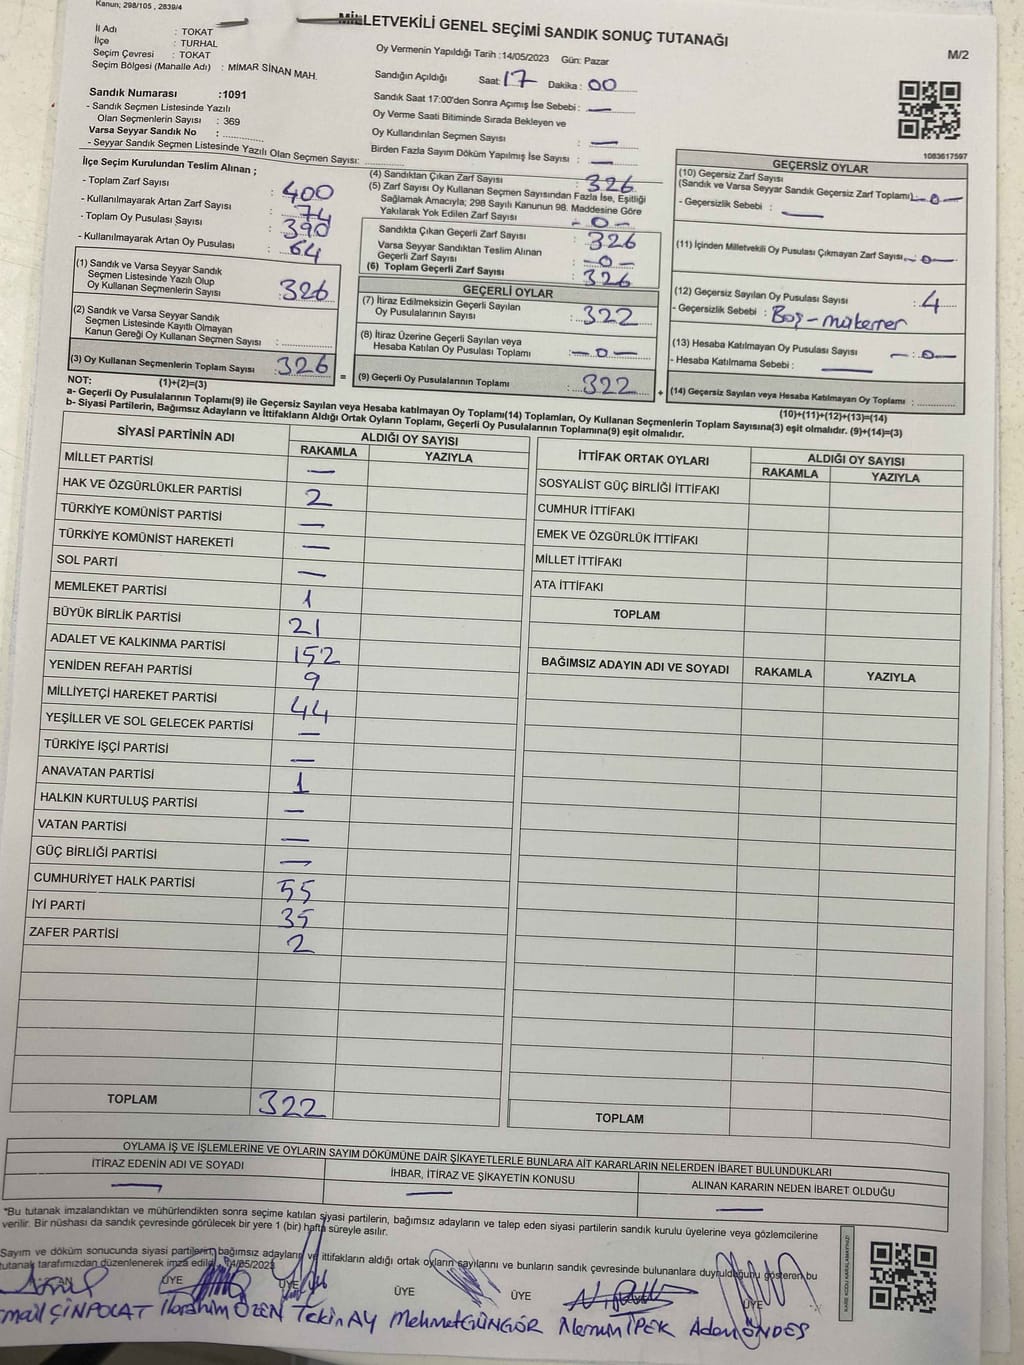 Kanun; 298/105 , 2839/4
MİLLETVEKİLİ GENEL SEÇİMİ SANDIK SONUÇ TUTANAĞI
M/2
İl Adı : TOKAT
İlçe : TURHAL
Seçim Çevresi : TOKAT
Seçim Bölgesi (Mahalle Adı) : MİMAR SİNAN MAH.
Sandık Numarası :1091
- Sandık Seçmen Listesinde Yazılı
Olan Seçmenlerin Sayısı : 369
Varsa Seyyar Sandık No :
- Seyyar Sandık Seçmen Listesinde Yazılı Olan Seçmen Sayısı:
Oy Vermenin Yapıldığı Tarih :14/05/2023 Gün: Pazar
Sandığın Açıldığı Saat: 17 Dakika : 00
Sandık Saat 17:00'den Sonra Açımış İse Sebebi : —
Oy Verme Saati Bitiminde Sırada Bekleyen ve
Oy Kullandırılan Seçmen Sayısı : —
Birden Fazla Sayım Döküm Yapılmış İse Sayısı : —
1083617597
İlçe Seçim Kurulundan Teslim Alınan ;
- Toplam Zarf Sayısı : 400
- Kullanılmayarak Artan Zarf Sayısı : 74
- Toplam Oy Pusulası Sayısı : 390
- Kullanılmayarak Artan Oy Pusulası : 64
(1) Sandık ve Varsa Seyyar Sandık
Seçmen Listesinde Yazılı Olup
Oy Kullanan Seçmenlerin Sayısı : 326
(2) Sandık ve Varsa Seyyar Sandık
Seçmen Listesinde Kayıtlı Olmayan
Kanun Gereği Oy Kullanan Seçmen Sayısı :
(3) Oy Kullanan Seçmenlerin Toplam Sayısı : 326
(1)+(2)=(3)
(4) Sandıktan Çıkan Zarf Sayısı : 326
(5) Zarf Sayısı Oy Kullanan Seçmen Sayısından Fazla İse, Eşitliği
Sağlamak Amacıyla; 298 Sayılı Kanunun 98. Maddesine Göre
Yakılarak Yok Edilen Zarf Sayısı : -0-
Sandıkta Çıkan Geçerli Zarf Sayısı : 326
Varsa Seyyar Sandıktan Teslim Alınan
Geçerli Zarf Sayısı : -0-
(6) Toplam Geçerli Zarf Sayısı : 326
GEÇERLİ OYLAR
(7) İtiraz Edilmeksizin Geçerli Sayılan
Oy Pusulalarının Sayısı : 322
(8) İtiraz Üzerine Geçerli Sayılan veya
Hesaba Katılan Oy Pusulası Toplamı : -0-
= (9) Geçerli Oy Pusulalarının Toplamı : 322
GEÇERSİZ OYLAR
(10) Geçersiz Zarf Sayısı
(Sandık ve Varsa Seyyar Sandık Geçersiz Zarf Toplamı) -0-
- Geçersizlik Sebebi : —
(11) İçinden Milletvekili Oy Pusulası Çıkmayan Zarf Sayısı -0-
(12) Geçersiz Sayılan Oy Pusulası Sayısı : 4
- Geçersizlik Sebebi : Boş-mükerrer
(13) Hesaba Katılmayan Oy Pusulası Sayısı -0-
- Hesaba Katılmama Sebebi : —
+ (14) Geçersiz Sayılan veya Hesaba Katılmayan Oy Toplamı :
(10)+(11)+(12)+(13)=(14)
NOT:
a- Geçerli Oy Pusulalarının Toplamı(9) ile Geçersiz Sayılan veya Hesaba katılmayan Oy Toplamı(14) Toplamları, Oy Kullanan Seçmenlerin Toplam Sayısına(3) eşit olmalıdır. (9)+(14)=(3)
b- Siyasi Partilerin, Bağımsız Adayların ve İttifakların Aldığı Ortak Oyların Toplamı, Geçerli Oy Pusulalarının Toplamına(9) eşit olmalıdır.
SİYASİ PARTİNİN ADI ALDIĞI OY SAYISI
RAKAMLA YAZIYLA
MİLLET PARTİSİ —
HAK VE ÖZGÜRLÜKLER PARTİSİ 2
TÜRKİYE KOMÜNİST PARTİSİ —
TÜRKİYE KOMÜNİST HAREKETİ —
SOL PARTİ —
MEMLEKET PARTİSİ 1
BÜYÜK BİRLİK PARTİSİ 21
ADALET VE KALKINMA PARTİSİ 152
YENİDEN REFAH PARTİSİ 9
MİLLİYETÇİ HAREKET PARTİSİ 44
YEŞİLLER VE SOL GELECEK PARTİSİ —
TÜRKİYE İŞÇİ PARTİSİ —
ANAVATAN PARTİSİ 1
HALKIN KURTULUŞ PARTİSİ —
VATAN PARTİSİ —
GÜÇ BİRLİĞİ PARTİSİ —
CUMHURİYET HALK PARTİSİ 55
İYİ PARTİ 35
ZAFER PARTİSİ 2
TOPLAM 322
İTTİFAK ORTAK OYLARI ALDIĞI OY SAYISI
RAKAMLA YAZIYLA
SOSYALİST GÜÇ BİRLİĞİ İTTİFAKI
CUMHUR İTTİFAKI
EMEK VE ÖZGÜRLÜK İTTİFAKI
MİLLET İTTİFAKI
ATA İTTİFAKI
TOPLAM
BAĞIMSIZ ADAYIN ADI VE SOYADI RAKAMLA YAZIYLA
TOPLAM
OYLAMA İŞ VE İŞLEMLERİNE VE OYLARIN SAYIM DÖKÜMÜNE DAİR ŞİKAYETLERLE BUNLARA AİT KARARLARIN NELERDEN İBARET BULUNDUKLARI
İTİRAZ EDENİN ADI VE SOYADI İHBAR, İTİRAZ VE ŞİKAYETİN KONUSU ALINAN KARARIN NEDEN İBARET OLDUĞU
— — —
*Bu tutanak imzalandıktan ve mühürlendikten sonra seçime katılan siyasi partilerin, bağımsız adayların ve talep eden siyasi partilerin sandık kurulu üyelerine veya gözlemcilerine
verilir. Bir nüshası da sandık çevresinde görülecek bir yere 1 (bir) hafta süreyle asılır.
Sayım ve döküm sonucunda siyasi partilerin, bağımsız adayların ve ittifakların aldığı ortak oyların sayılarını ve bunların sandık çevresinde bulunanlara duyrulduğunu gösteren bu
tutanak tarafımızdan düzenlenerek imza edildi. 14/05/2023
ÜYE ÜYE ÜYE ÜYE ÜYE
ÇİNPOLAT İbrahim ÖZEN Tekin AY Mehmet GÜNGÖR İPEK Adem ÖNDEŞ